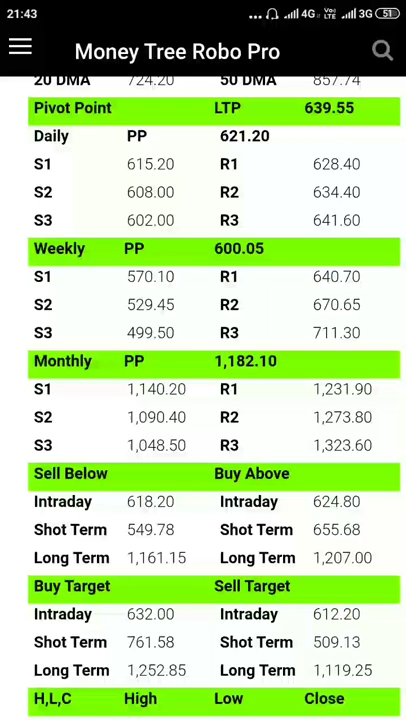 21:43 ... 4G Vo) LTE 3G 51
Money Tree Robo Pro
20 DMA 724.20 50 DMA 857.74
Pivot Point LTP 639.55
Daily PP 621.20
S1 615.20 R1 628.40
S2 608.00 R2 634.40
S3 602.00 R3 641.60
Weekly PP 600.05
S1 570.10 R1 640.70
S2 529.45 R2 670.65
S3 499.50 R3 711.30
Monthly PP 1,182.10
S1 1,140.20 R1 1,231.90
S2 1,090.40 R2 1,273.80
S3 1,048.50 R3 1,323.60
Sell Below Buy Above
Intraday 618.20 Intraday 624.80
Shot Term 549.78 Shot Term 655.68
Long Term 1,161.15 Long Term 1,207.00
Buy Target Sell Target
Intraday 632.00 Intraday 612.20
Shot Term 761.58 Shot Term 509.13
Long Term 1,252.85 Long Term 1,119.25
H,L,C High Low Close